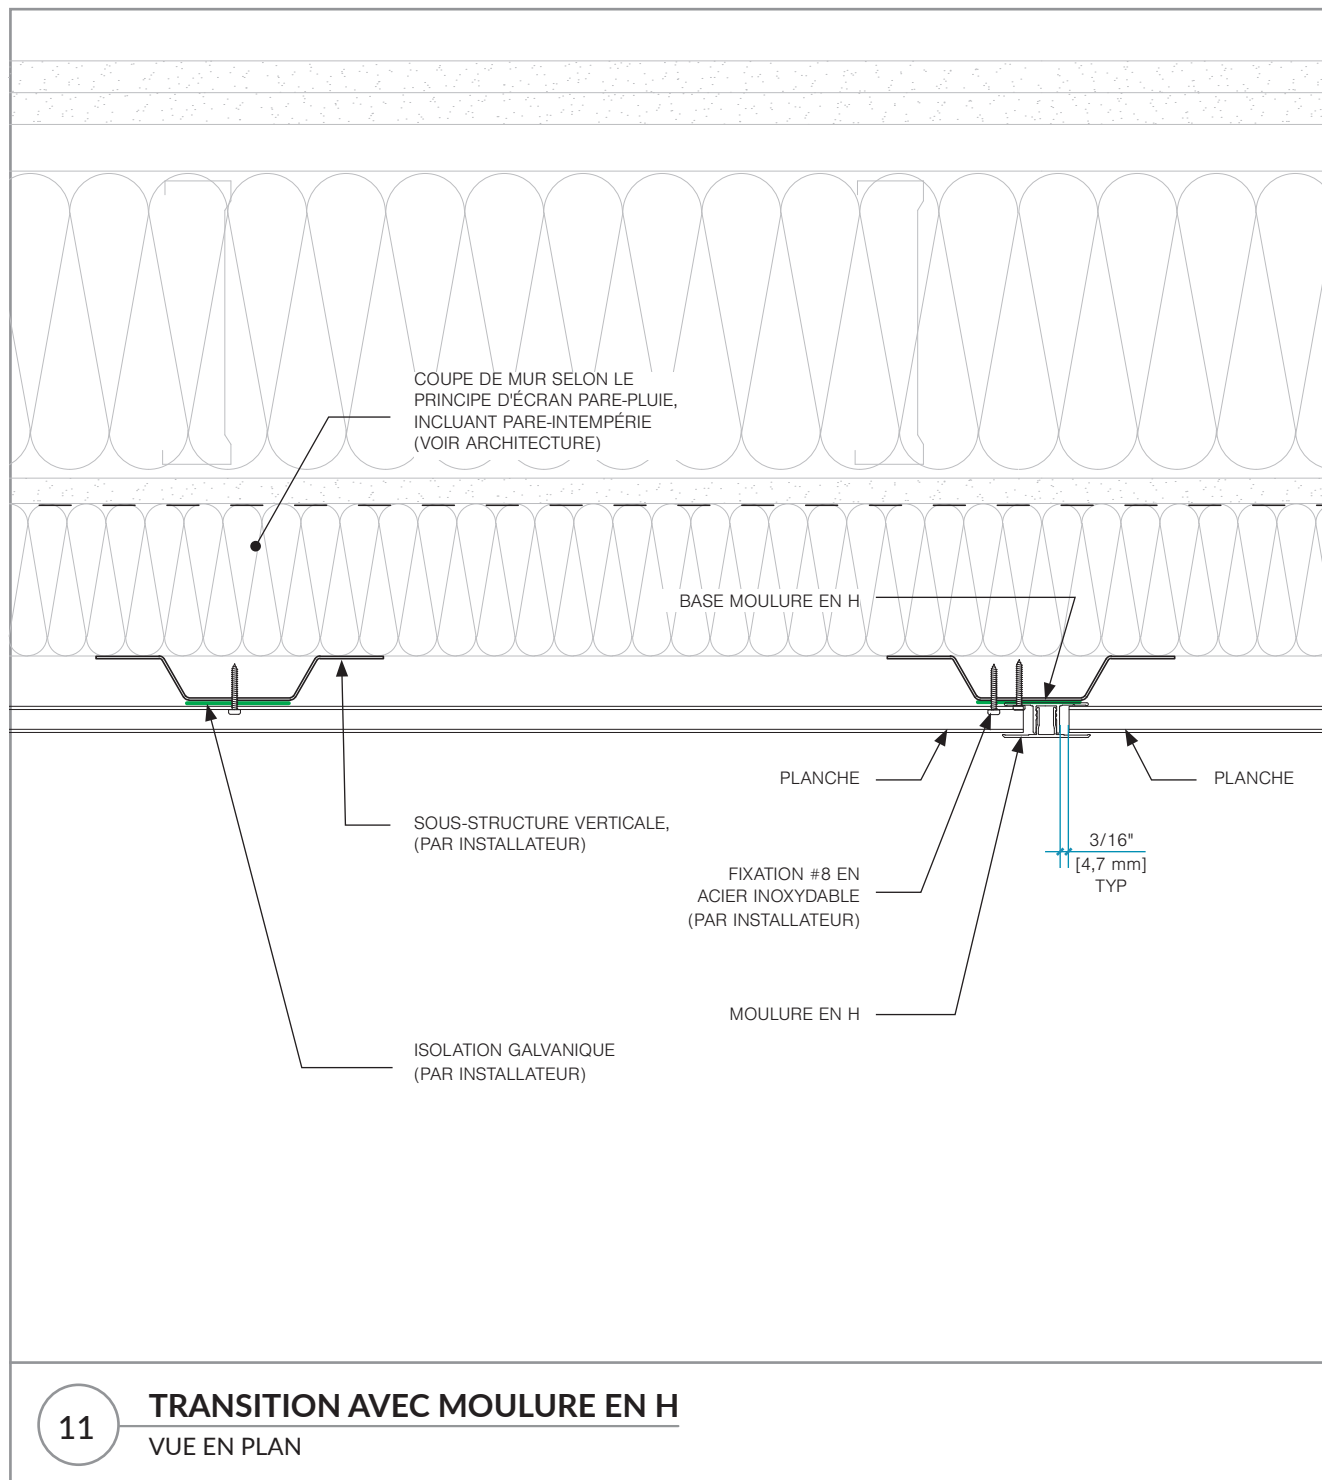 COUPE DE MUR SELON LE
PRINCIPE D'ÉCRAN PARE-PLUIE,
INCLUANT PARE-INTEMPÉRIE
(VOIR ARCHITECTURE)
BASE MOULURE EN H
PLANCHE
PLANCHE
SOUS-STRUCTURE VERTICALE,
(PAR INSTALLATEUR)
3/16"
[4,7 mm]
TYP
FIXATION #8 EN
ACIER INOXYDABLE
(PAR INSTALLATEUR)
MOULURE EN H
ISOLATION GALVANIQUE
(PAR INSTALLATEUR)
11
TRANSITION AVEC MOULURE EN H
VUE EN PLAN